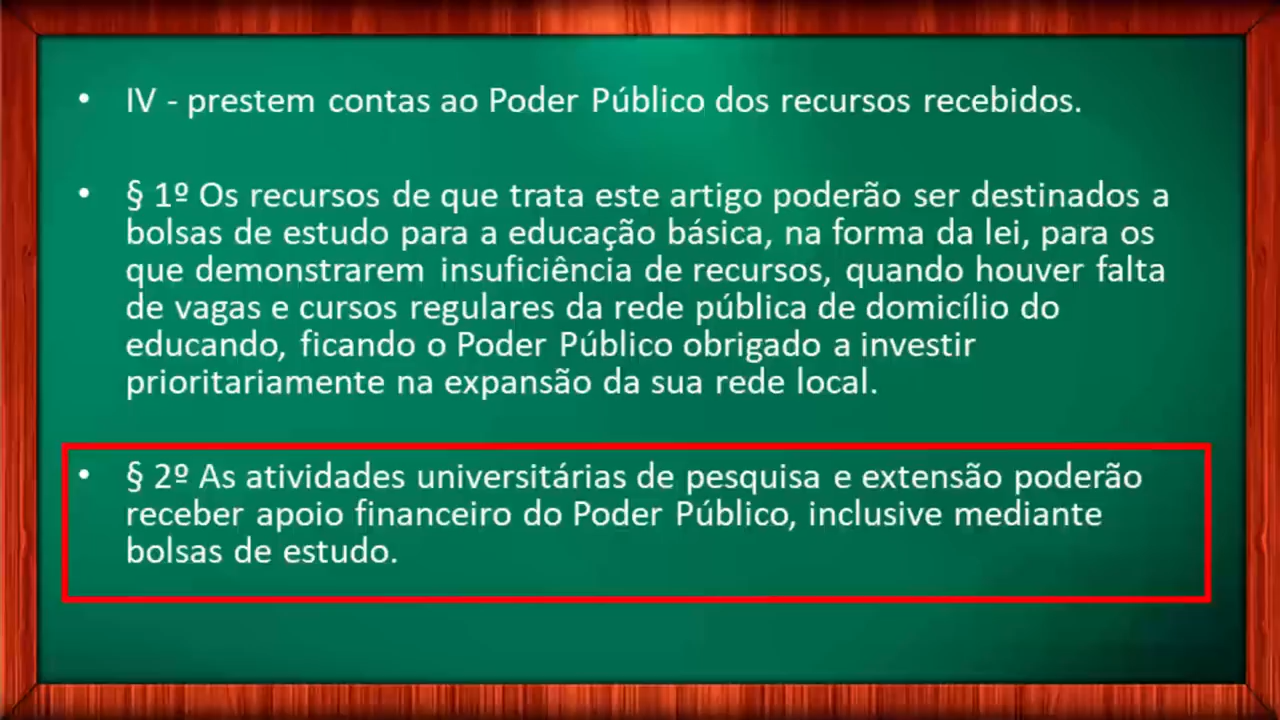 • IV - prestem contas ao Poder Público dos recursos recebidos.
• § 1º Os recursos de que trata este artigo poderão ser destinados a
bolsas de estudo para a educação básica, na forma da lei, para os
que demonstrarem insuficiência de recursos, quando houver falta
de vagas e cursos regulares da rede pública de domicílio do
educando, ficando o Poder Público obrigado a investir
prioritariamente na expansão da sua rede local.
• § 2º As atividades universitárias de pesquisa e extensão poderão
receber apoio financeiro do Poder Público, inclusive mediante
bolsas de estudo.